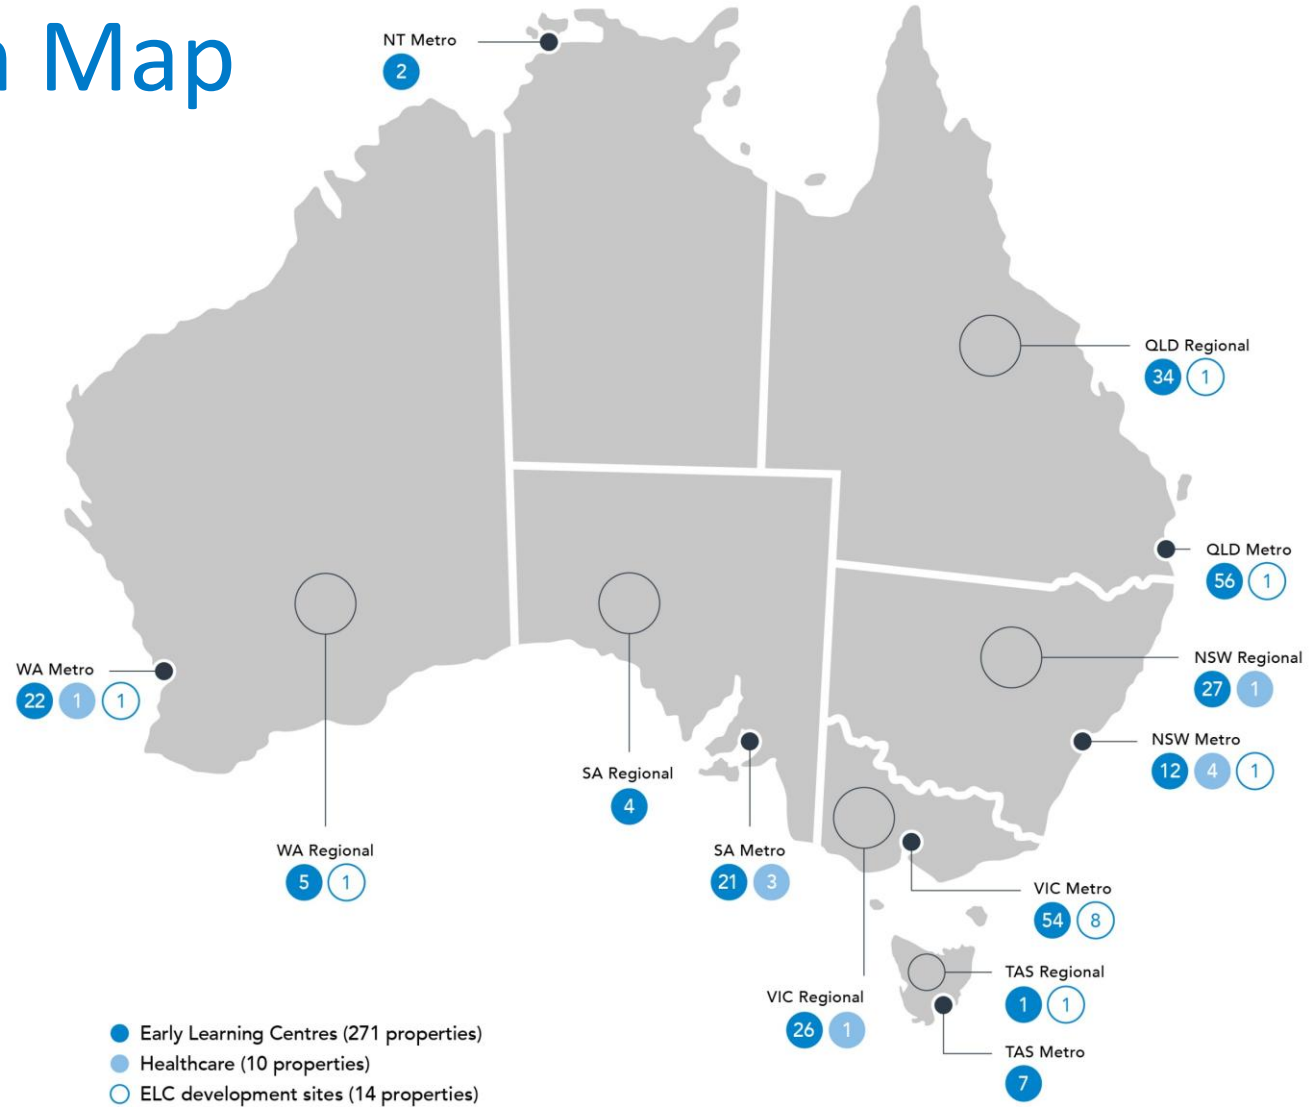 Map
NT Metro
2
QLD Regional
34 1
QLD Metro
56 1
WA Metro
22 1 1
NSW Regional
27 1
NSW Metro
12 4 1
SA Regional
4
WA Regional
5 1
SA Metro
21 3
VIC Metro
54 8
TAS Regional
1 1
VIC Regional
26 1
TAS Metro
7
Early Learning Centres (271 properties)
Healthcare (10 properties)
ELC development sites (14 properties)